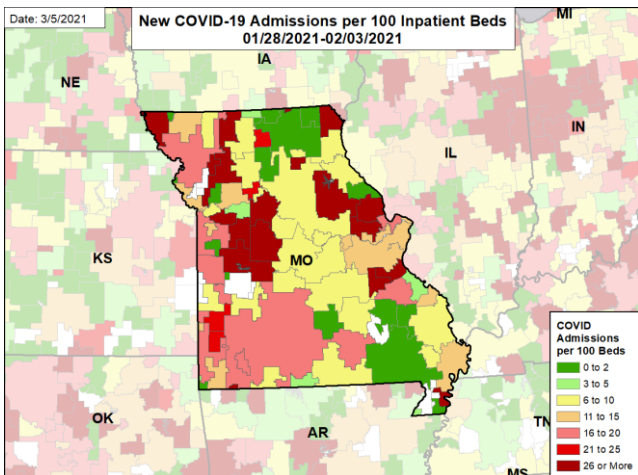 Date: 3/5/2021
New COVID-19 Admissions per 100 Inpatient Beds
01/28/2021-02/03/2021
MI
IA
NE
IN
IL
KS
MO
COVID
Admissions
per 100 Beds
0 to 2
3 to 5
6 to 10
11 to 15
16 to 20
21 to 25
26 or More
OK
AR
TN
MS